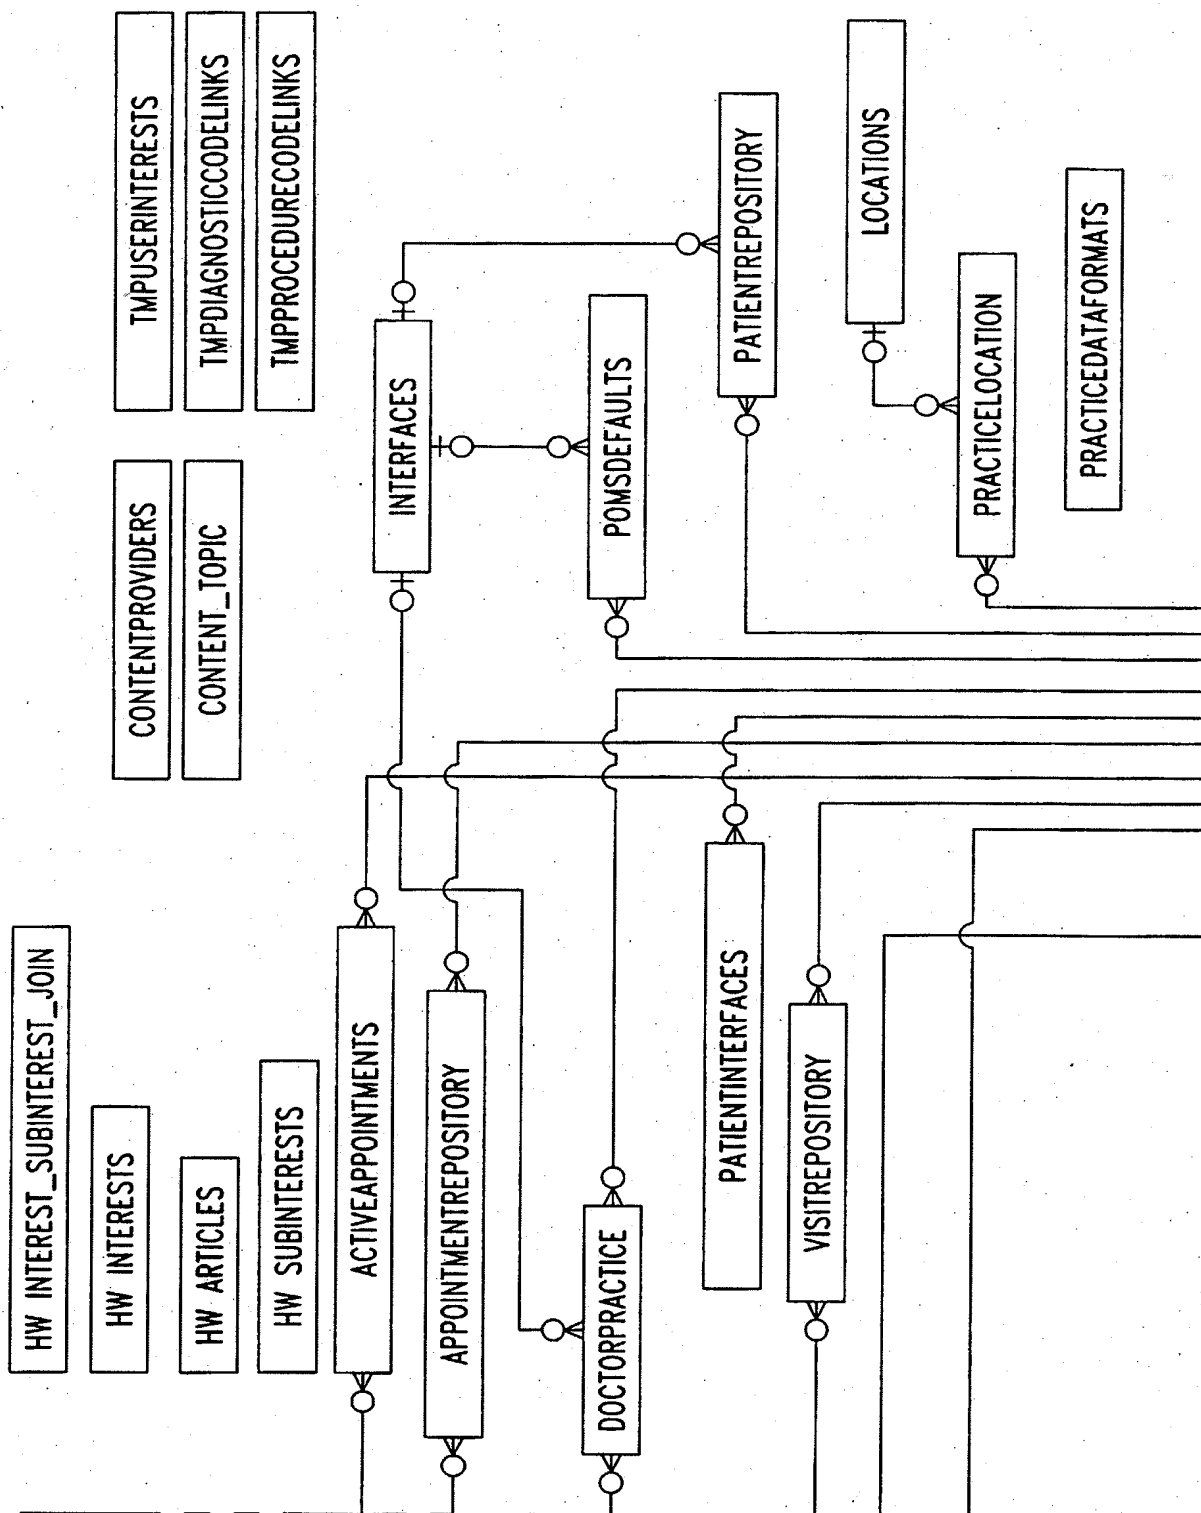 HW INTEREST_SUBINTEREST_JOIN
HW INTERESTS
HW ARTICLES
HW SUBINTERESTS
ACTIVEAPPOINTMENTS
APPOINTMENTREPOSITORY
DOCTORPRACTICE
PATIENTINTERFACES
VISITREPOSITORY
CONTENTPROVIDERS
CONTENT_TOPIC
TMPUSERINTERESTS
TMPDIAGNOSTICCODELINKS
TMPPROCEDURECODELINKS
INTERFACES
POMSDEFAULTS
PATIENTREPOSITORY
LOCATIONS
PRACTICELOCATION
PRACTICEDATAFORMATS